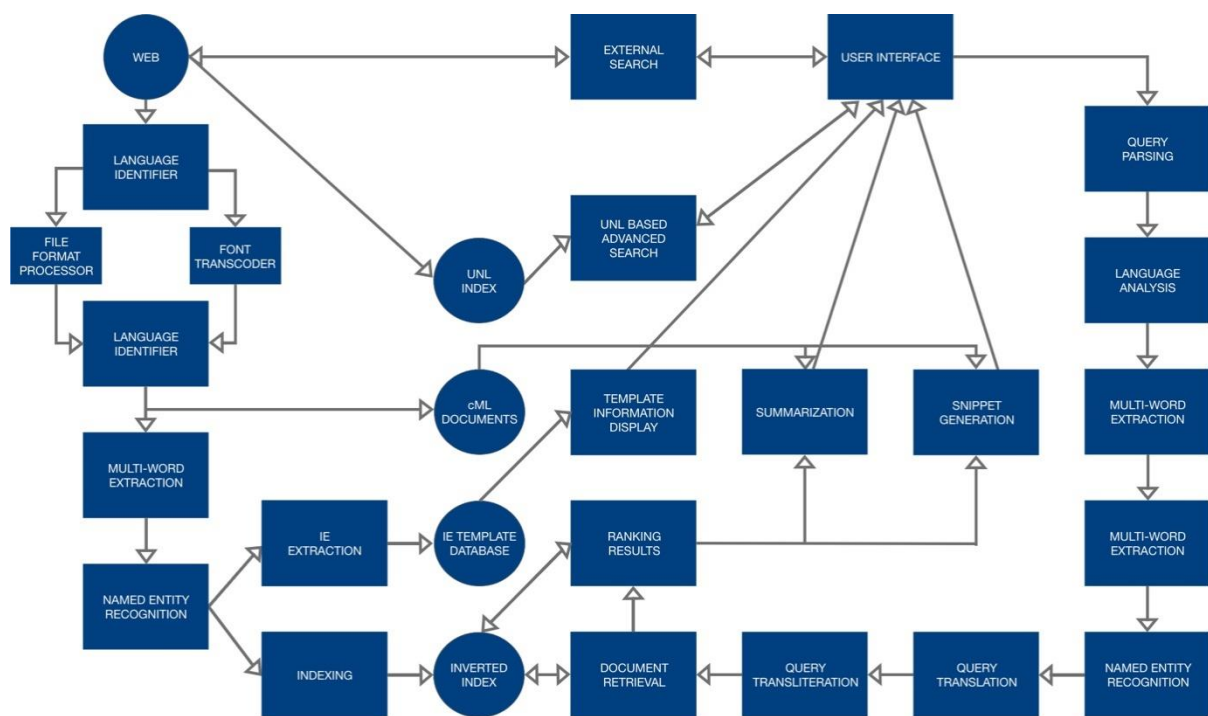 WEB
EXTERNAL
SEARCH
USER INTERFACE
LANGUAGE
IDENTIFIER
QUERY
PARSING
FILE
FORMAT
PROCESSOR
FONT
TRANSCODER
UNL
INDEX
UNL BASED
ADVANCED
SEARCH
LANGUAGE
ANALYSIS
LANGUAGE
IDENTIFIER
cML
DOCUMENTS
TEMPLATE
INFORMATION
DISPLAY
SUMMARIZATION
SNIPPET
GENERATION
MULTI-WORD
EXTRACTION
MULTI-WORD
EXTRACTION
IE
EXTRACTION
IE TEMPLATE
DATABASE
RANKING
RESULTS
MULTI-WORD
EXTRACTION
NAMED ENTITY
RECOGNITION
INDEXING
INVERTED
INDEX
DOCUMENT
RETRIEVAL
QUERY
TRANSLITERATION
QUERY
TRANSLATION
NAMED ENTITY
RECOGNITION